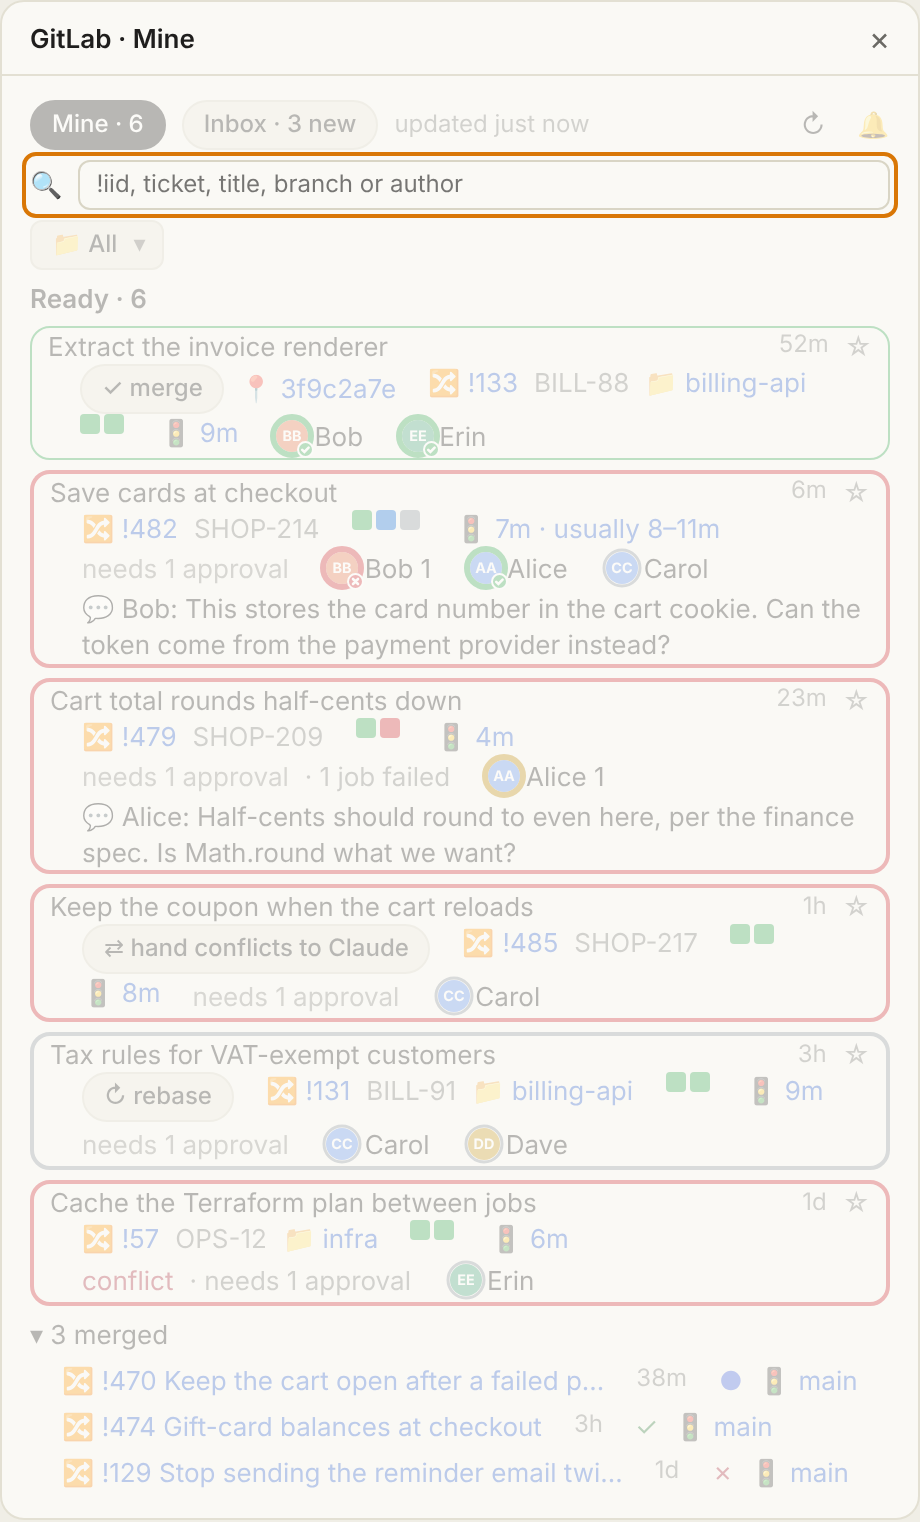 GitLab · Mine
×
Mine · 6
Inbox · 3 new
updated just now
!iid, ticket, title, branch or author
All ▾
Ready · 6
Extract the invoice renderer 52m ☆
✓ merge 3f9c2a7e !133 BILL-88 billing-api
9m BB Bob EE Erin
Save cards at checkout 6m ☆
!482 SHOP-214 7m · usually 8–11m
needs 1 approval BB Bob 1 AA Alice CC Carol
Bob: This stores the card number in the cart cookie. Can the
token come from the payment provider instead?
Cart total rounds half-cents down 23m ☆
!479 SHOP-209 4m
needs 1 approval · 1 job failed AA Alice 1
Alice: Half-cents should round to even here, per the finance
spec. Is Math.round what we want?
Keep the coupon when the cart reloads 1h ☆
⇄ hand conflicts to Claude !485 SHOP-217
8m needs 1 approval CC Carol
Tax rules for VAT-exempt customers 3h ☆
↻ rebase !131 BILL-91 billing-api 9m
needs 1 approval CC Carol DD Dave
Cache the Terraform plan between jobs 1d ☆
!57 OPS-12 infra 6m
conflict · needs 1 approval EE Erin
▾ 3 merged
!470 Keep the cart open after a failed p... 38m main
!474 Gift-card balances at checkout 3h ✓ main
!129 Stop sending the reminder email twi... 1d × main